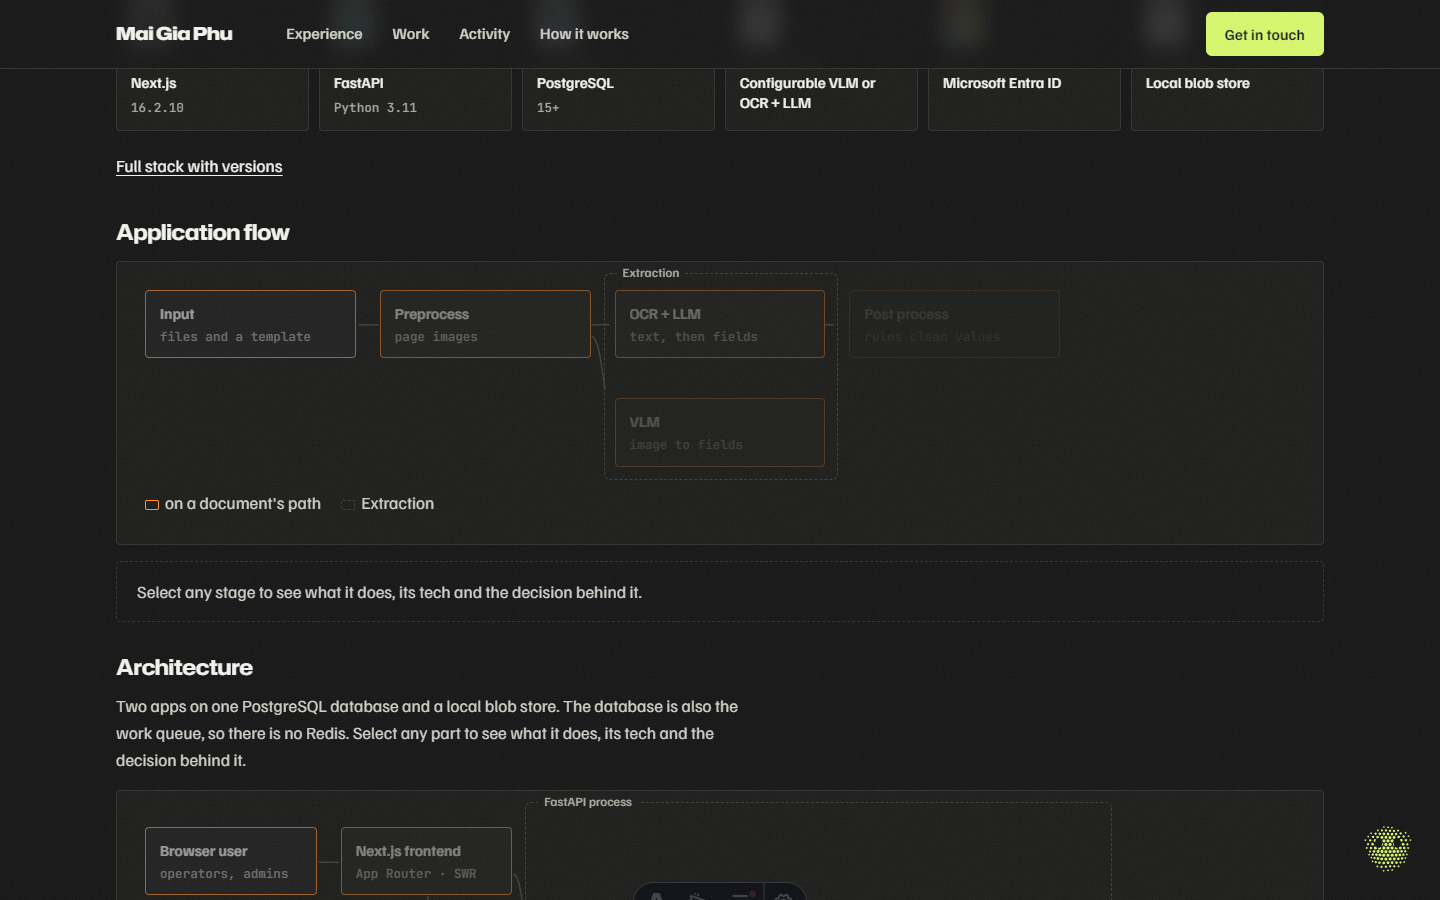 Mai Gia Phu
Experience
Work
Activity
How it works
Get in touch
Next.js
16.2.10
FastAPI
Python 3.11
PostgreSQL
15+
Configurable VLM or
OCR + LLM
Microsoft Entra ID
Local blob store
Full stack with versions
Application flow
Extraction
Input
files and a template
Preprocess
page images
OCR + LLM
text, then fields
Post process
rules clean values
VLM
image to fields
on a document's path
Extraction
Select any stage to see what it does, its tech and the decision behind it.
Architecture
Two apps on one PostgreSQL database and a local blob store. The database is also the
work queue, so there is no Redis. Select any part to see what it does, its tech and the
decision behind it.
FastAPI process
Browser user
operators, admins
Next.js frontend
App Router · SWR